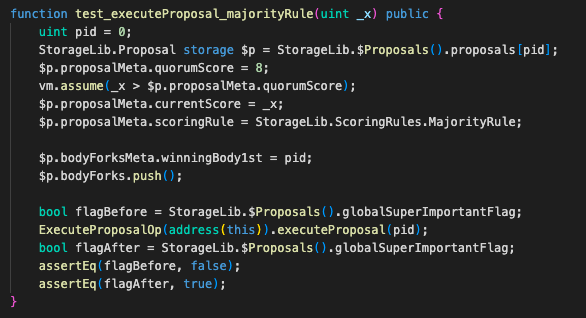 function test_executeProposal_majorityRule(uint _x) public {
uint pid = 0;
StorageLib.Proposal storage $p = StorageLib.$Proposals().proposals[pid];
$p.proposalMeta.quorumScore = 8;
vm.assume(_x > $p.proposalMeta.quorumScore);
$p.proposalMeta.currentScore = _x;
$p.proposalMeta.scoringRule = StorageLib.ScoringRules.MajorityRule;
$p.bodyForksMeta.winningBody1st = pid;
$p.bodyForks.push();
bool flagBefore = StorageLib.$Proposals().globalSuperImportantFlag;
ExecuteProposalOp(address(this)).executeProposal(pid);
bool flagAfter = StorageLib.$Proposals().globalSuperImportantFlag;
assertEq(flagBefore, false);
assertEq(flagAfter, true);
}